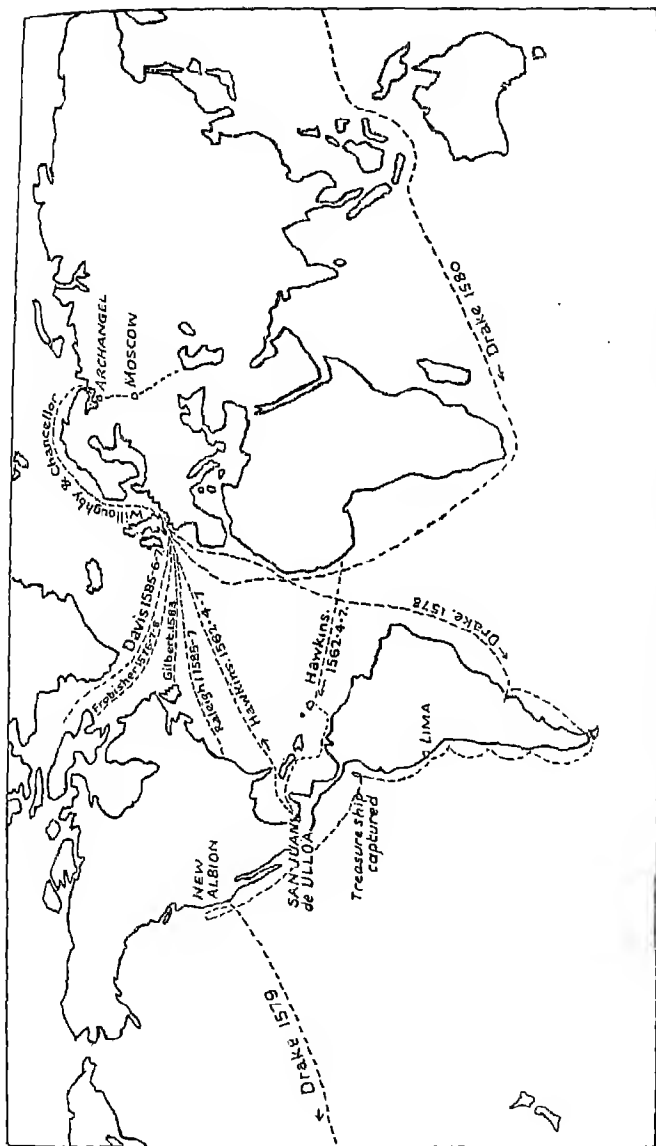 ARCHANGEL
MOSCOW
Willoughby & Chancellor
Davis 1585-6-7
Frobisher 1576-7-8
Gilbert 1583
Raleigh 1585-7
Hawkins, 1562-4-7
Hawkins
1562-4-7
Drake 1580
Drake, 1578
LIMA
Treasure ship
captured
SAN JUAN
de ULLOA
NEW
ALBION
Drake 1579